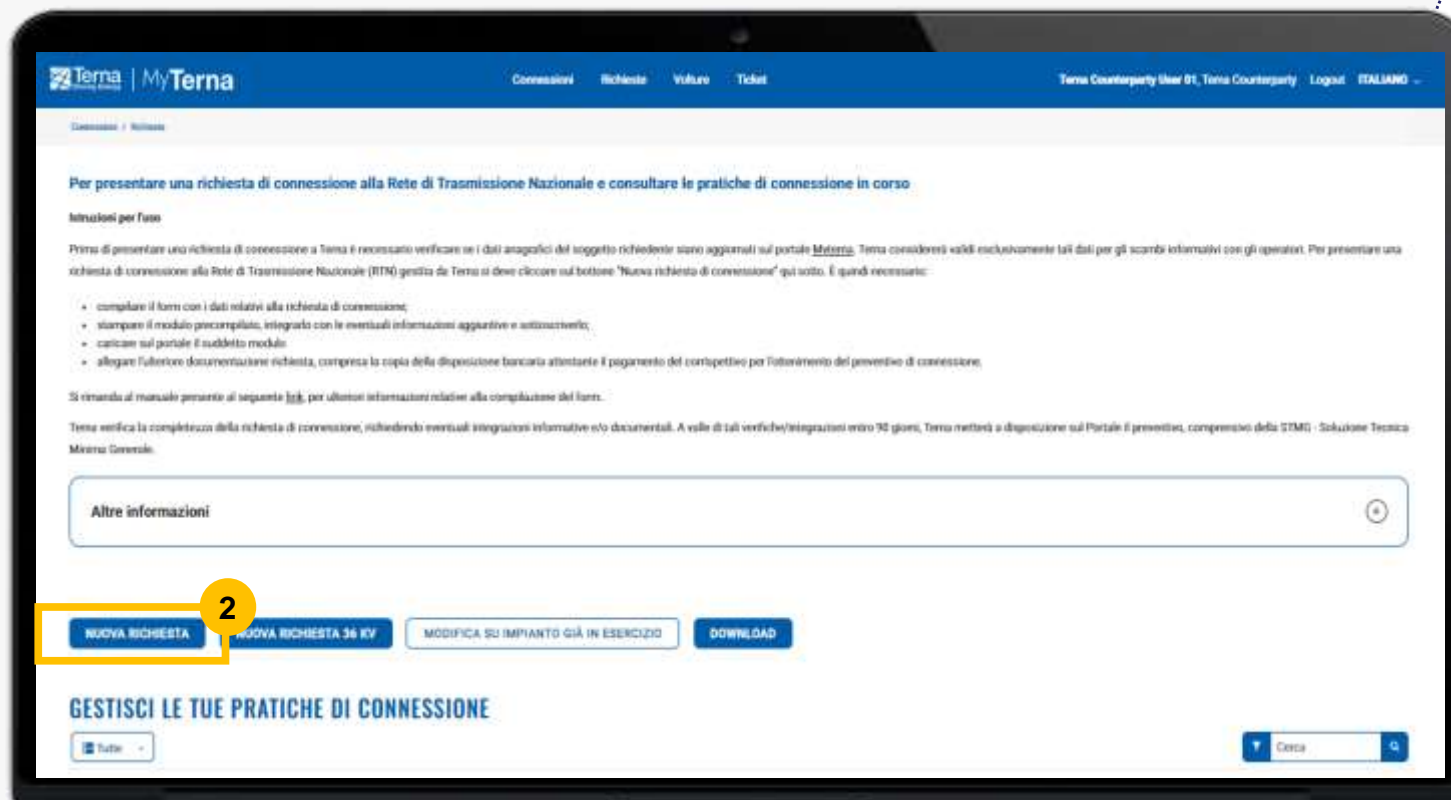 Terna | MyTerna
Connessioni Richieste Volture Ticket
Terna Counterparty User 01, Terna Counterparty Logout ITALIANO
Connessioni / Richieste
Per presentare una richiesta di connessione alla Rete di Trasmissione Nazionale e consultare le pratiche di connessione in corso
Istruzioni per l'uso
Prima di presentare una richiesta di connessione a Terna è necessario verificare se i dati anagrafici del soggetto richiedente siano aggiornati sul portale Myterna. Terna considererà validi esclusivamente tali dati per gli scambi informativi con gli operatori. Per presentare una
richiesta di connessione alla Rete di Trasmissione Nazionale (RTN) gestita da Terna si deve cliccare sul bottone "Nuova richiesta di connessione" qui sotto. È quindi necessario:
• compilare il form con i dati relativi alla richiesta di connessione;
• stampare il modulo precompilato, integrarlo con le eventuali informazioni aggiuntive e sottoscriverlo;
• caricare sul portale il suddetto modulo
• allegare l'ulteriore documentazione richiesta, compresa la copia della disposizione bancaria attestante il pagamento del corrispettivo per l'ottenimento del preventivo di connessione.
Si rimanda al manuale presente al seguente link, per ulteriori informazioni relative alla compilazione del form.
Terna verifica la completezza della richiesta di connessione, richiedendo eventuali integrazioni informative e/o documentali. A valle di tali verifiche/integrazioni entro 90 giorni, Terna metterà a disposizione sul Portale il preventivo, comprensivo della STMG - Soluzione Tecnica
Minima Generale.
Altre informazioni
2
NUOVA RICHIESTA NUOVA RICHIESTA 36 KV MODIFICA SU IMPIANTO GIÀ IN ESERCIZIO DOWNLOAD
GESTISCI LE TUE PRATICHE DI CONNESSIONE
Tutte
Cerca